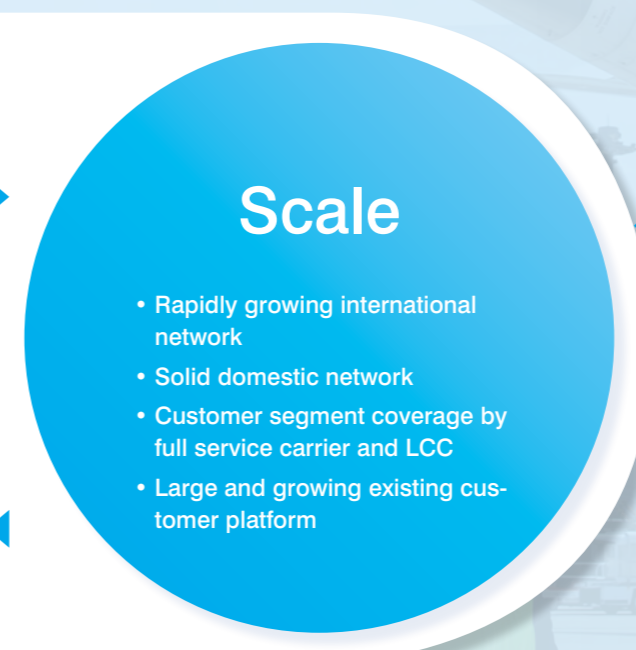 Scale
• Rapidly growing international
network
• Solid domestic network
• Customer segment coverage by
full service carrier and LCC
• Large and growing existing cus-
tomer platform